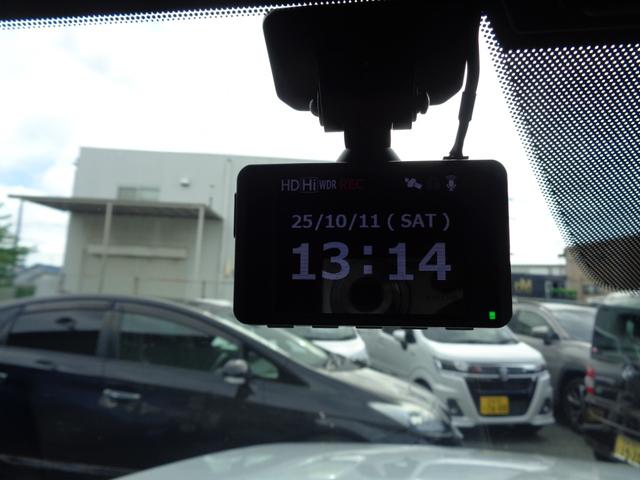 HD Hi WDR REC
25/10/11 ( SAT )
13:14